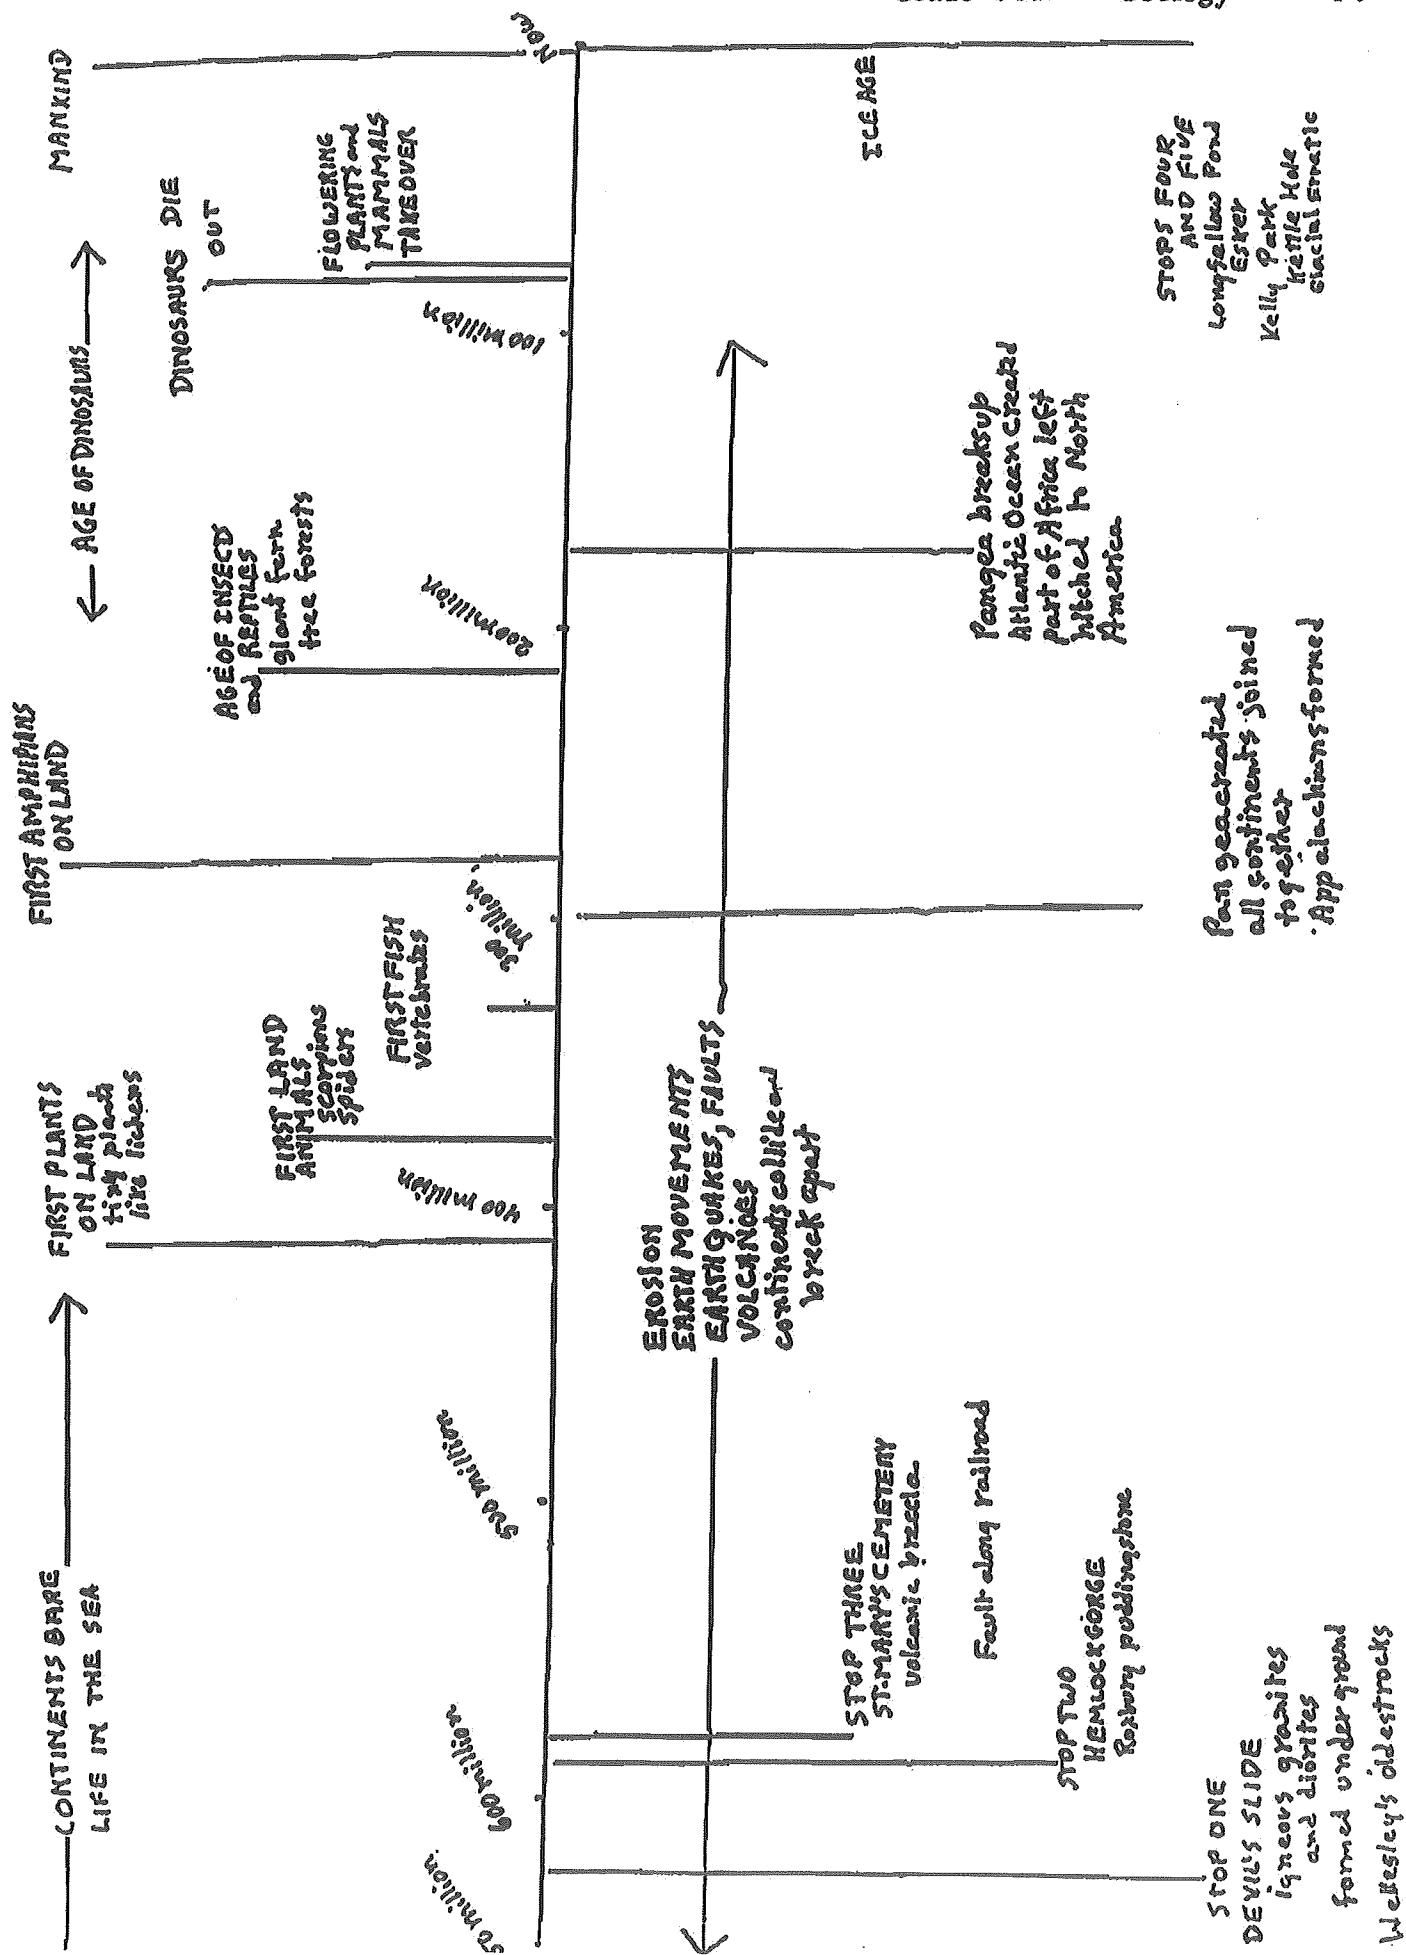 CONTINENTS BARE
LIFE IN THE SEA
FIRST PLANTS
ON LAND
tiny plants
like lichens
FIRST LAND
ANIMALS
scorpions
spiders
FIRST FISH
vertebrates
FIRST AMPHIBIANS
ON LAND
AGE OF INSECTS
and REPTILES
giant fern
tree forests
AGE OF DINOSAURS
DINOSAURS DIE
OUT
FLOWERING
PLANTS and
MAMMALS
TAKEOVER
MANKIND
50 million
600 million
500 million
400 million
300
million
200 million
100 million
Now
EROSION
EARTH MOVEMENTS
EARTHQUAKES, FAULTS
VOLCANOES
continents collide and
break apart
STOP ONE
DEVIL'S SLIDE
igneous granites
and diorites
formed underground
Wellesley's oldest rocks
STOP TWO
HEMLOCK GORGE
Roxbury puddingstone
STOP THREE
ST. MARY'S CEMETERY
volcanic breccia
Fault along railroad
Pangea created
all continents joined
together
Appalachians formed
Pangea breaks up
Atlantic Ocean created
part of Africa left
hitched to North
America
ICE AGE
STOPS FOUR
AND FIVE
Longfellow Pond
Esker
Kelly Park
Kettle Hole
Glacial Erratic